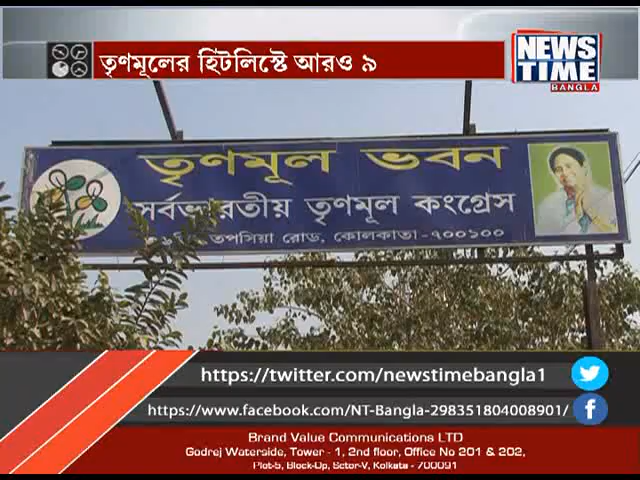 তৃণমূলের হিটলিস্টে আরও ৯
NEWS
TIME
BANGLA
তৃণমূল ভবন
সর্বভারতীয় তৃণমূল কংগ্রেস
তপসিয়া রোড, কোলকাতা-৭০০১০০
https://twitter.com/newstimebangla1
https://www.facebook.com/NT-Bangla-298351804008901/
Brand Value Communications LTD
Godrej Waterside, Tower - 1, 2nd floor, Office No 201 & 202,
Plot-5, Block-Dp, Sctor-V, Kolkata - 700091